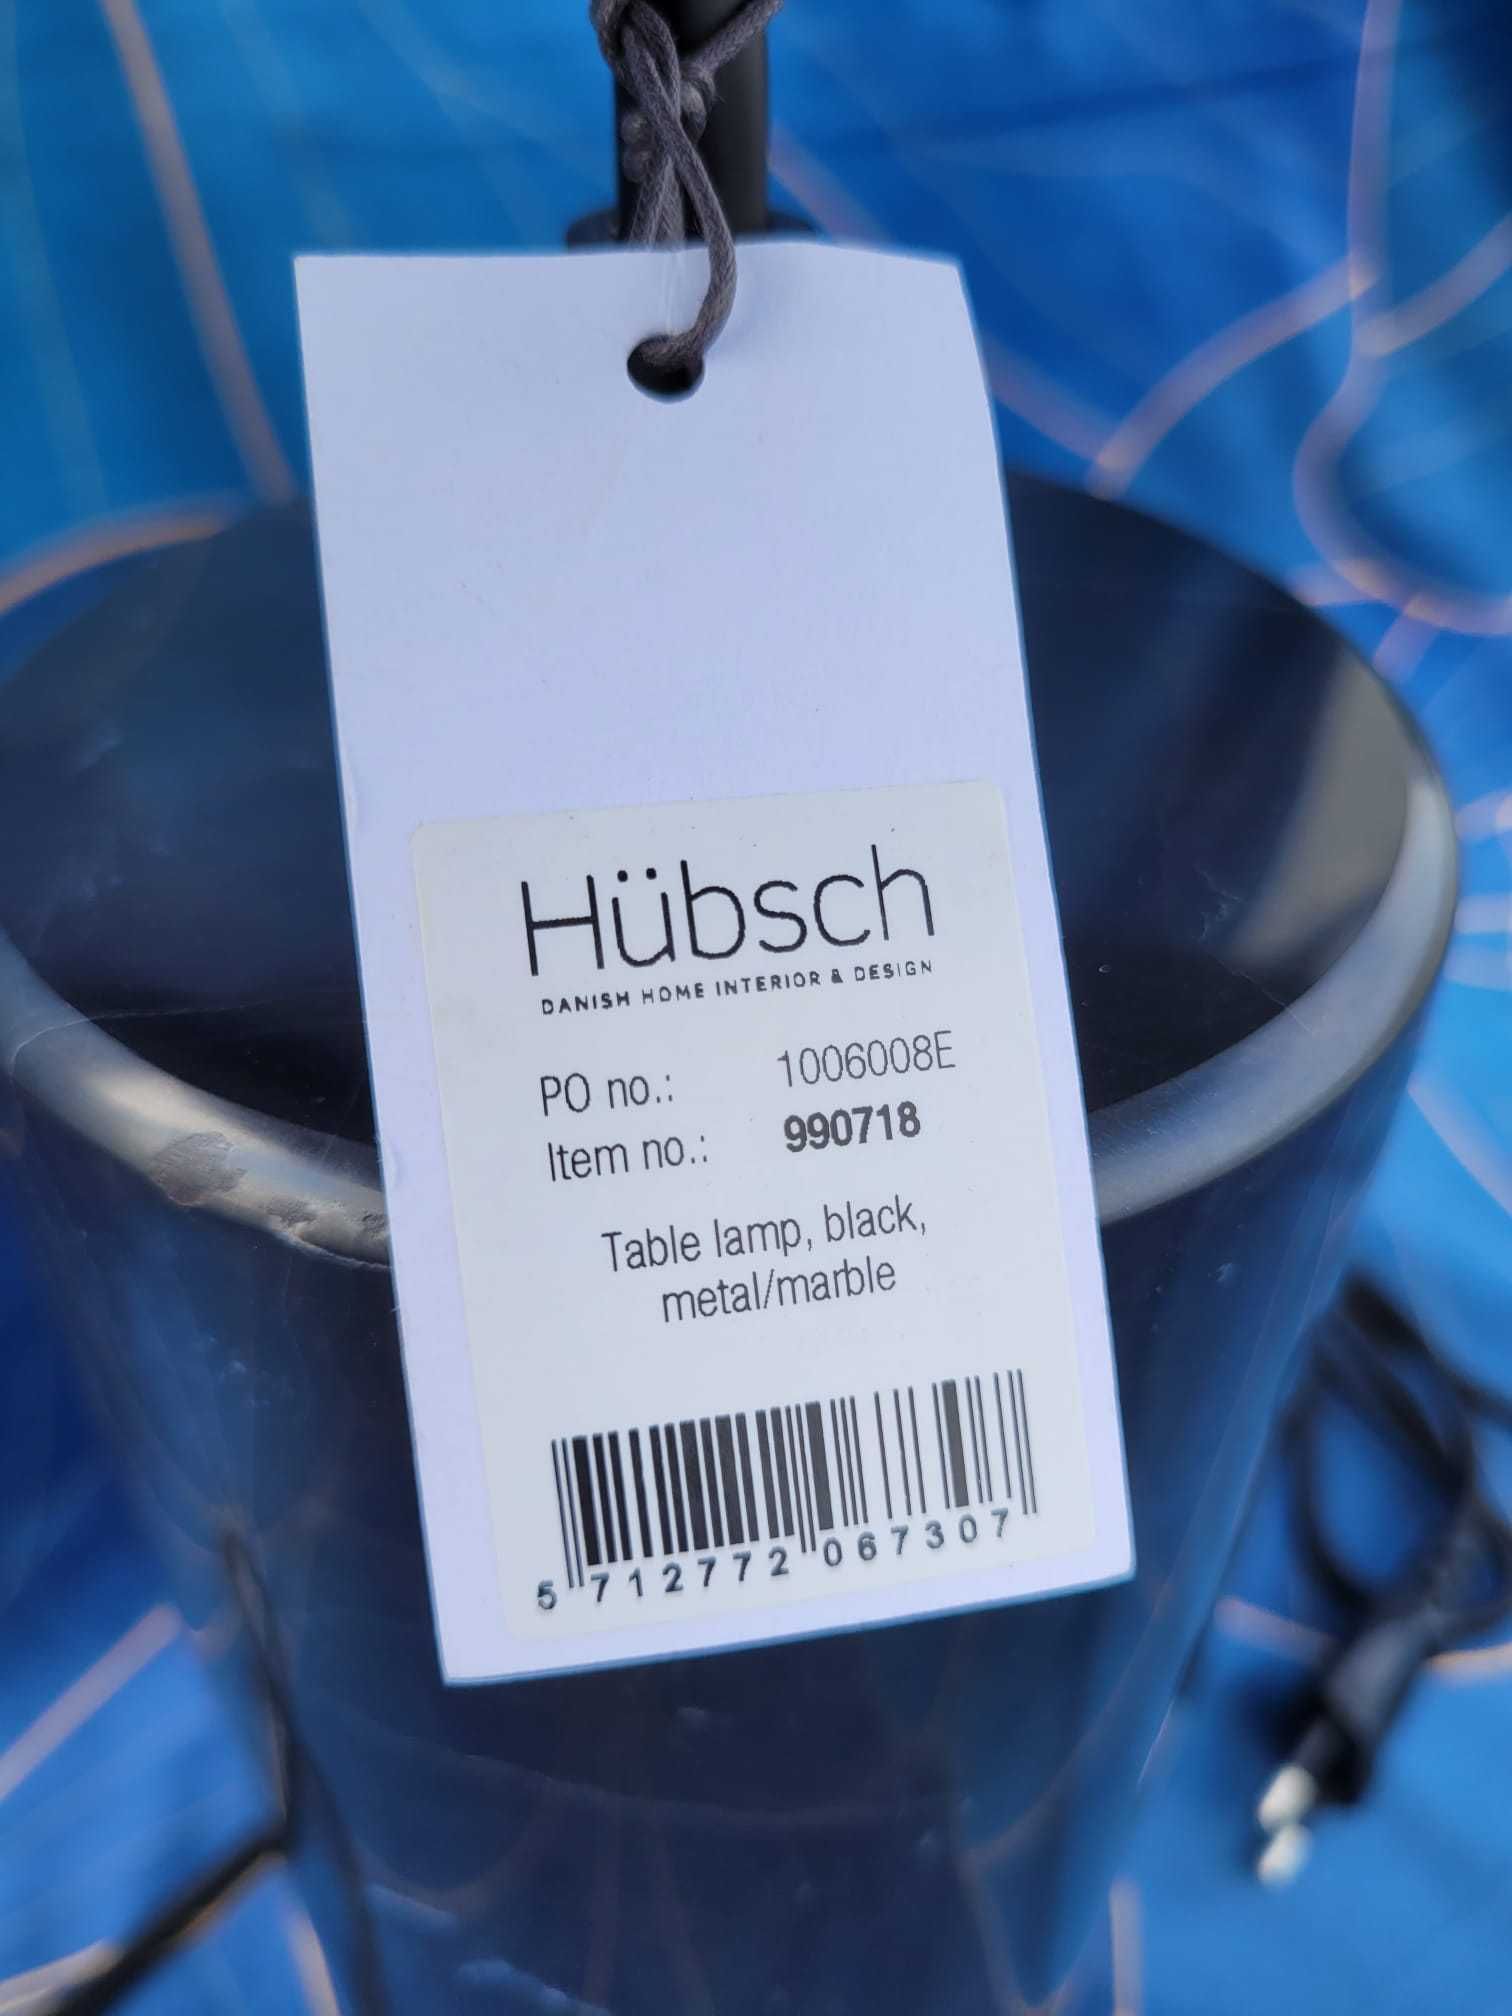 Hübsch
DANISH HOME INTERIOR & DESIGN
PO no.: 1006008E
Item no.: 990718
Table lamp, black,
metal/marble
5 712772 067307